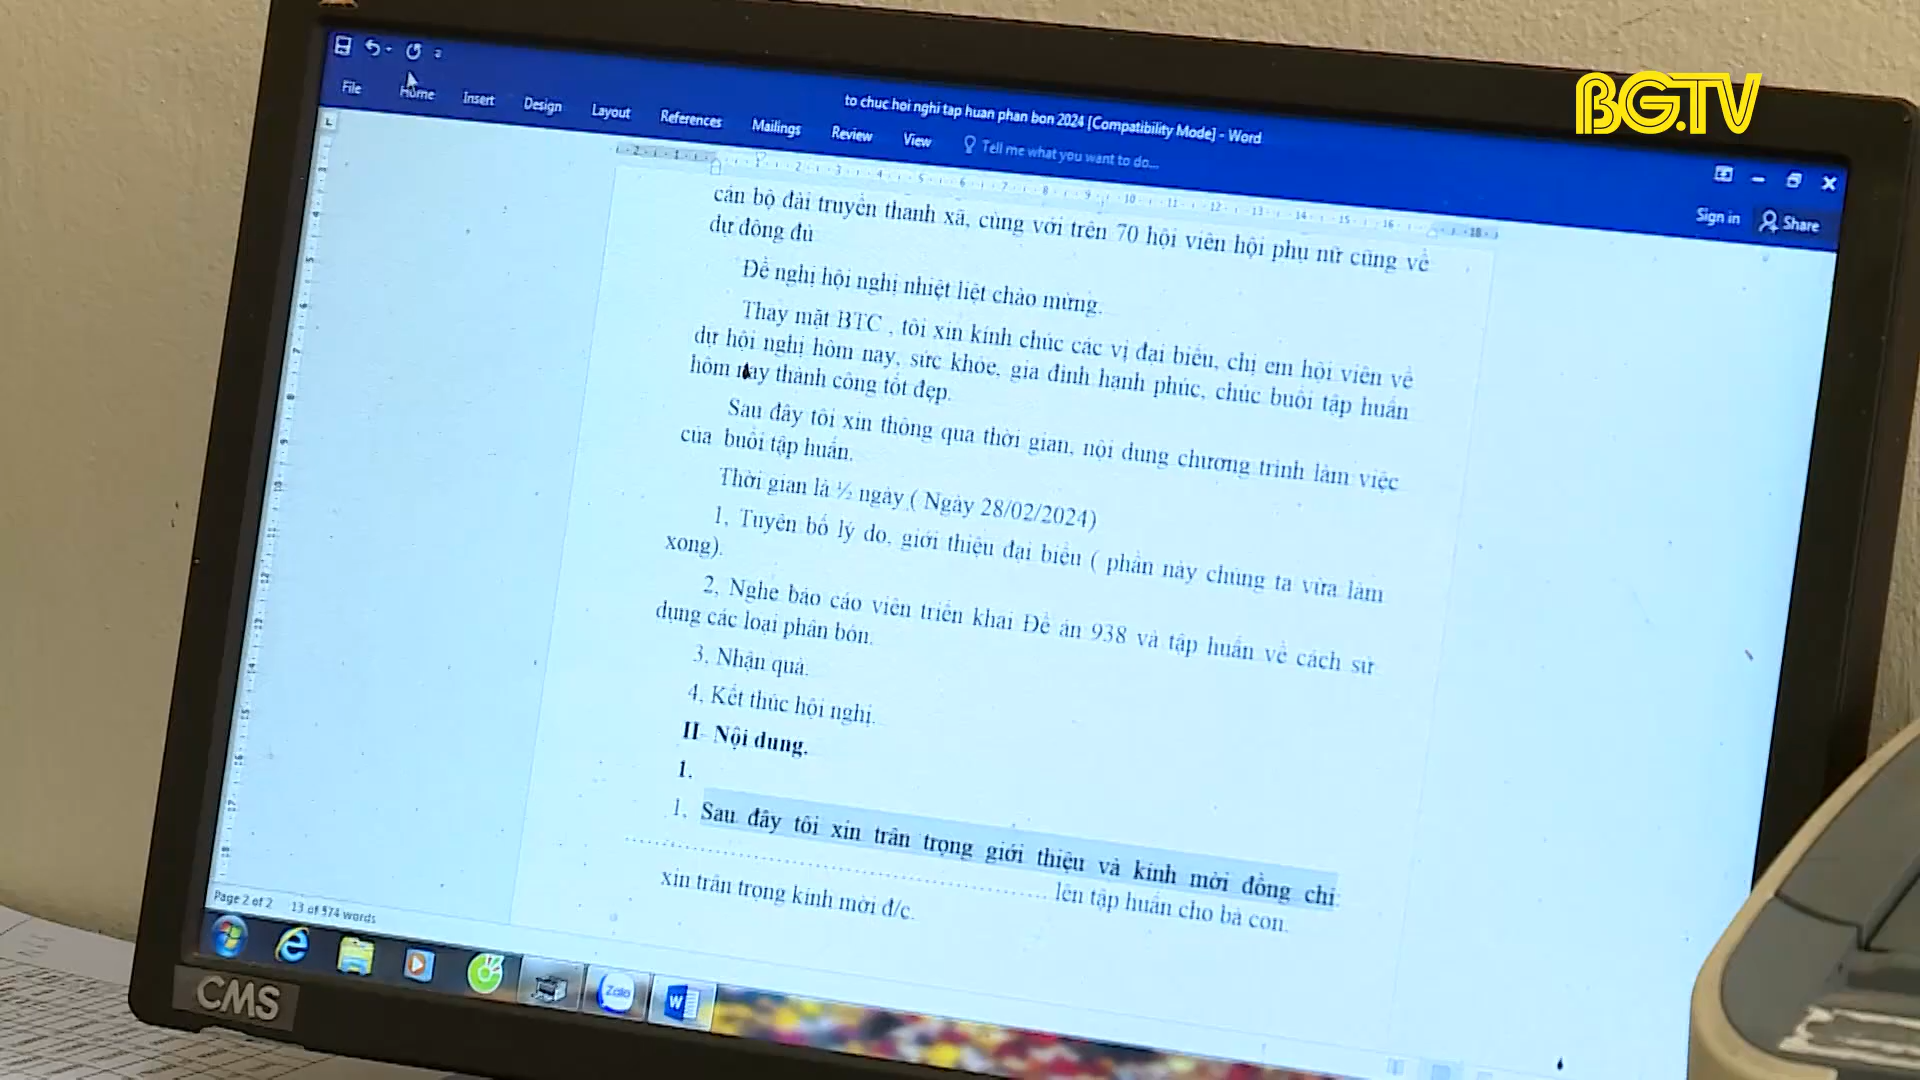 BGTV
to chuc hoi nghi tap huan phan bon 2024 [Compatibility Mode] - Word
File Home Insert Design Layout References Mailings Review View Tell me what you want to do...
Sign in Share
cán bộ đài truyền thanh xã, cùng với trên 70 hội viên hội phụ nữ cũng về
dự đông đủ
Đề nghị hội nghị nhiệt liệt chào mừng.
Thay mặt BTC , tôi xin kính chúc các vị đại biểu, chị em hội viên về
dự hội nghị hôm nay, sức khỏe, gia đình hạnh phúc, chúc buổi tập huấn
hôm nay thành công tốt đẹp.
Sau đây tôi xin thông qua thời gian, nội dung chương trình làm việc
của buổi tập huấn.
Thời gian là ½ ngày ( Ngày 28/02/2024)
1, Tuyên bố lý do, giới thiệu đại biểu ( phần này chúng ta vừa làm
xong).
2, Nghe báo cáo viên triển khai Đề án 938 và tập huấn về cách sử
dụng các loại phân bón.
3, Nhận quà.
4, Kết thúc hội nghị.
II- Nội dung.
1.
1. Sau đây tôi xin trân trọng giới thiệu và kính mời đồng chí:
.......................................................... lên tập huấn cho bà con.
xin trân trọng kính mời đ/c.
Page 2 of 2 13 of 574 words
Zalo
CMS